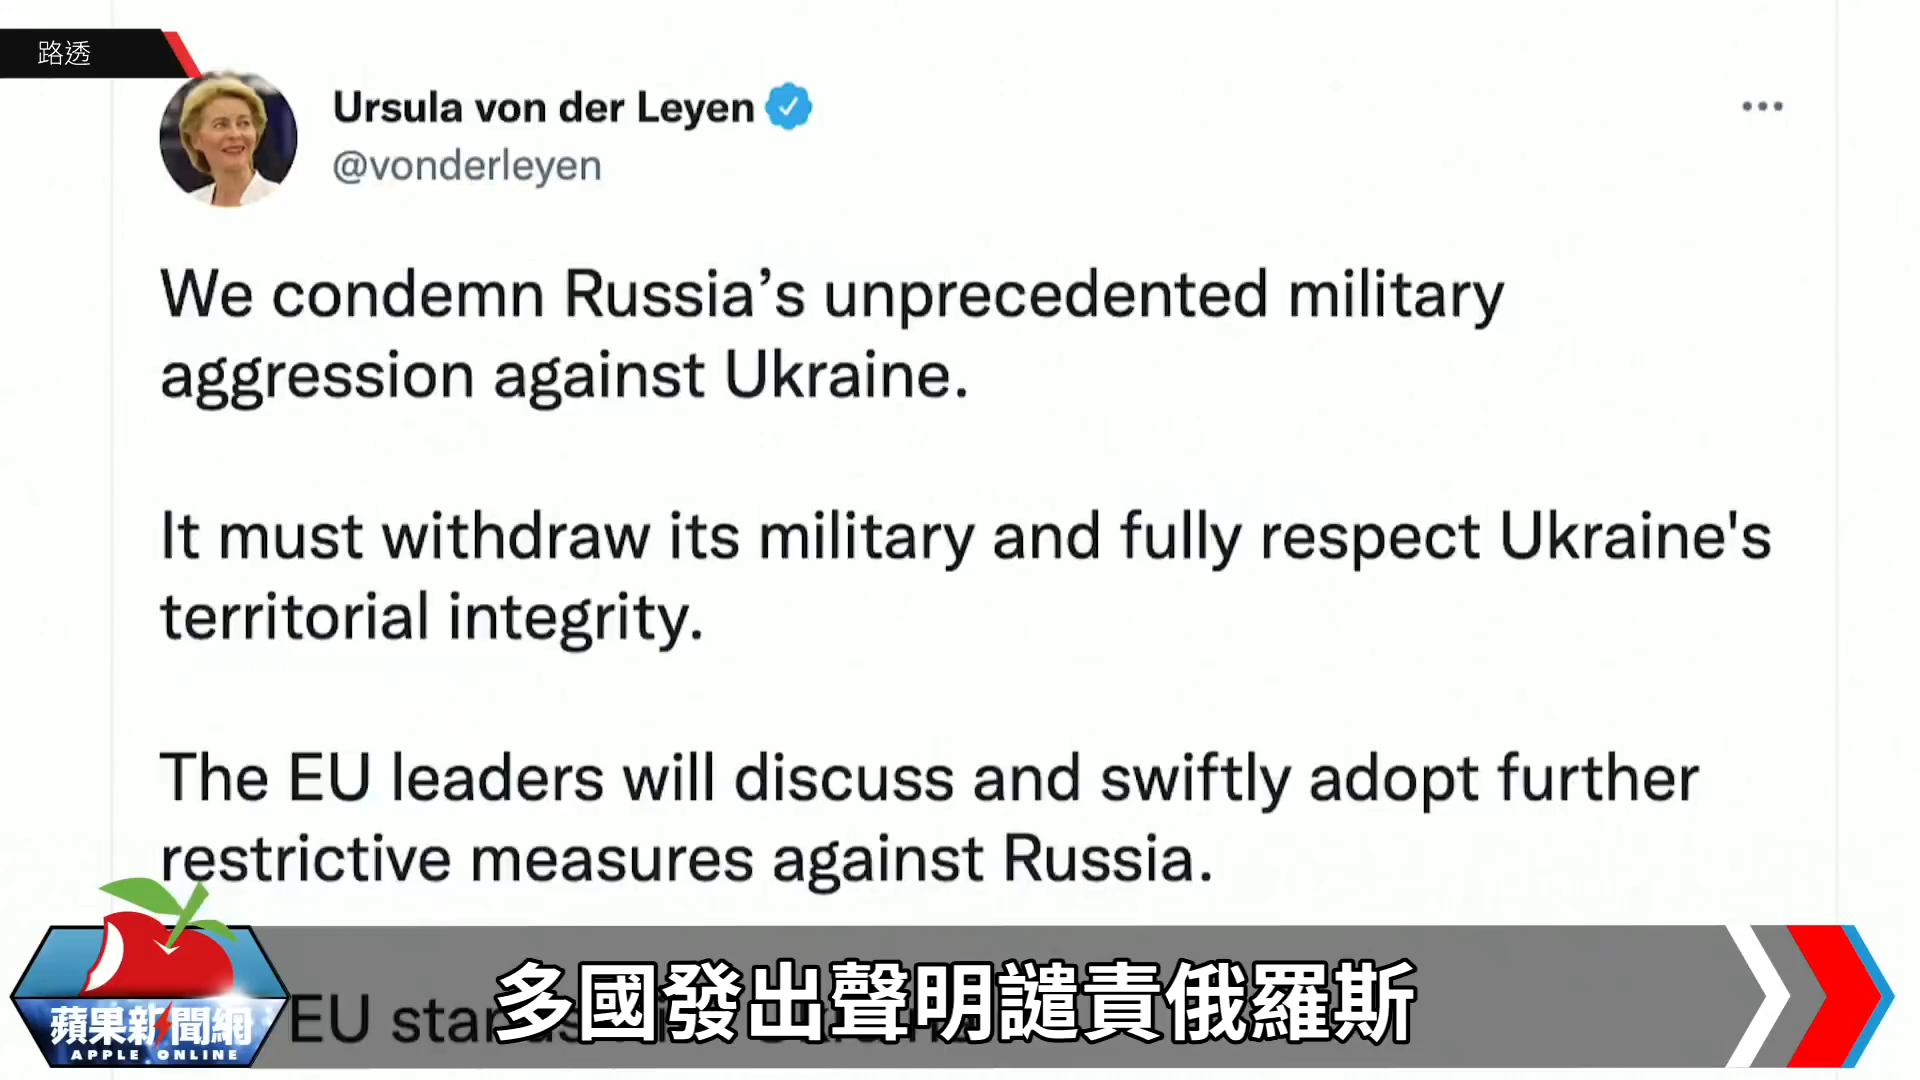 路透
Ursula von der Leyen
@vonderleyen
We condemn Russia’s unprecedented military
aggression against Ukraine.
It must withdraw its military and fully respect Ukraine's
territorial integrity.
The EU leaders will discuss and swiftly adopt further
restrictive measures against Russia.
EU
多國發出聲明譴責俄羅斯
蘋果新聞網
APPLE ONLINE